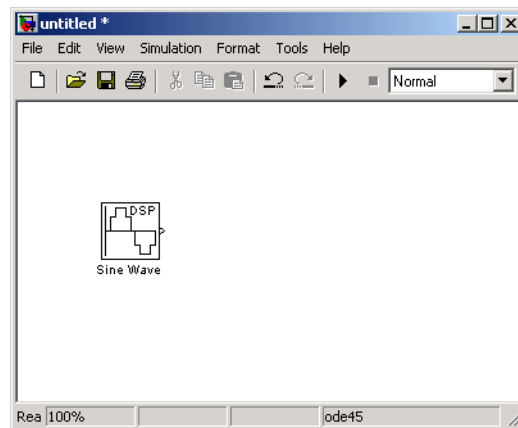 untitled *
File Edit View Simulation Format Tools Help
Normal
DSP
Sine Wave
Rea 100% ode45